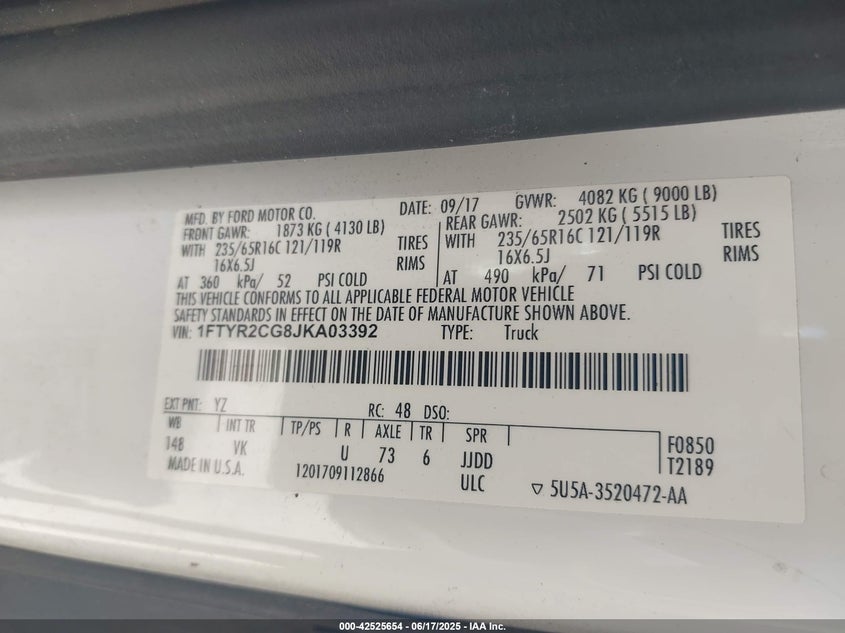 MFD. BY FORD MOTOR CO. DATE: 09/17 GVWR: 4082 KG ( 9000 LB)
FRONT GAWR: 1873 KG ( 4130 LB) REAR GAWR: 2502 KG ( 5515 LB)
WITH 235/65R16C 121/119R TIRES WITH 235/65R16C 121/119R TIRES
16X6.5J RIMS 16X6.5J RIMS
AT 360 kPa/ 52 PSI COLD AT 490 kPa/ 71 PSI COLD
THIS VEHICLE CONFORMS TO ALL APPLICABLE FEDERAL MOTOR VEHICLE
SAFETY STANDARDS IN EFFECT ON THE DATE OF MANUFACTURE SHOWN ABOVE.
VIN: 1FTYR2CG8JKA03392 TYPE: Truck
EXT PNT: YZ RC: 48 DSO:
WB INT TR TP/PS R AXLE TR SPR F0850
148 VK U 73 6 JJDD T2189
MADE IN U.S.A. 1201709112866 ULC ▽ 5U5A-3520472-AA
000-42525654 - 06/17/2025 - WWW.IAAI.COM